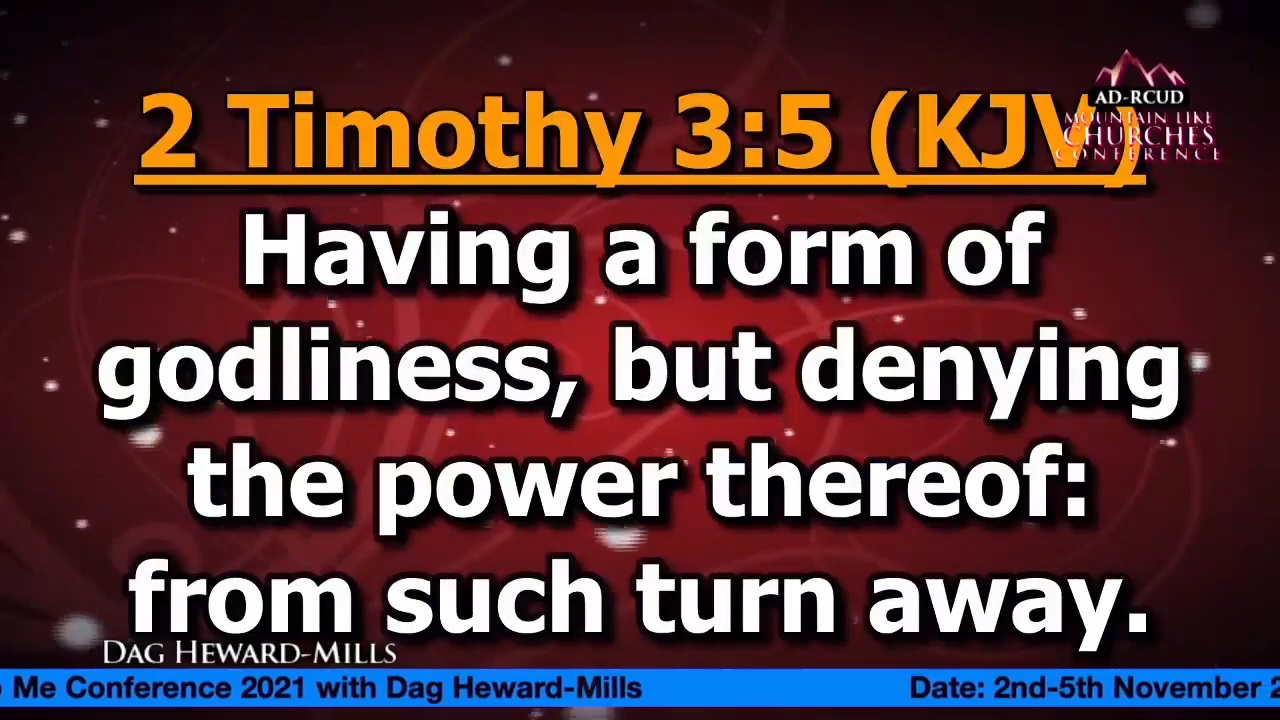 2 Timothy 3:5 (KJV)
AD-RCUD
MOUNTAIN LIKE
CHURCHES
CONFERENCE
Having a form of
godliness, but denying
the power thereof:
from such turn away.
DAG HEWARD-MILLS
Me Conference 2021 with Dag Heward-Mills
Date: 2nd-5th November